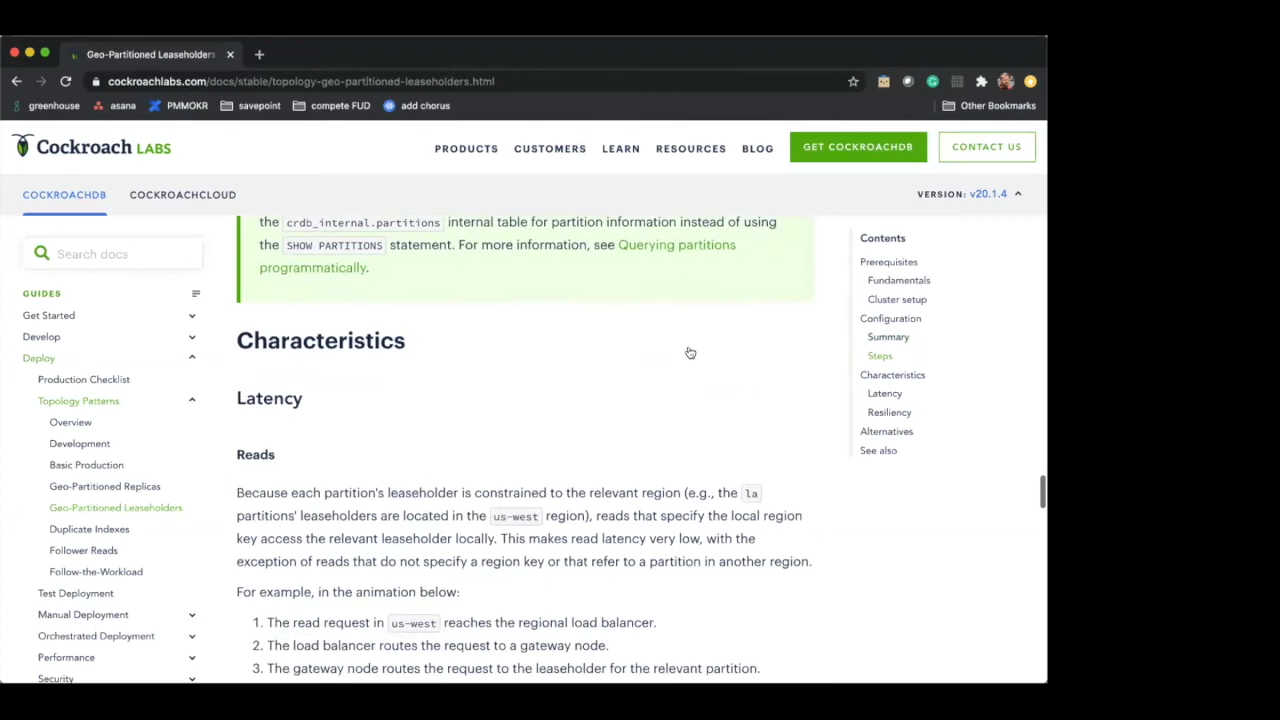 Geo-Partitioned Leaseholders
cockroachlabs.com/docs/stable/topology-geo-partitioned-leaseholders.html
greenhouse
asana
PMMOKR
savepoint
compete FUD
add chorus
Other Bookmarks
Cockroach LABS
PRODUCTS
CUSTOMERS
LEARN
RESOURCES
BLOG
GET COCKROACHDB
CONTACT US
COCKROACHDB
COCKROACHCLOUD
VERSION: v20.1.4
Search docs
GUIDES
Get Started
Develop
Deploy
Production Checklist
Topology Patterns
Overview
Development
Basic Production
Geo-Partitioned Replicas
Geo-Partitioned Leaseholders
Duplicate Indexes
Follower Reads
Follow-the-Workload
Test Deployment
Manual Deployment
Orchestrated Deployment
Performance
Security
the crdb_internal.partitions internal table for partition information instead of using
the SHOW PARTITIONS statement. For more information, see Querying partitions
programmatically.
Characteristics
Latency
Reads
Because each partition's leaseholder is constrained to the relevant region (e.g., the la
partitions' leaseholders are located in the us-west region), reads that specify the local region
key access the relevant leaseholder locally. This makes read latency very low, with the
exception of reads that do not specify a region key or that refer to a partition in another region.
For example, in the animation below:
1. The read request in us-west reaches the regional load balancer.
2. The load balancer routes the request to a gateway node.
3. The gateway node routes the request to the leaseholder for the relevant partition.
Contents
Prerequisites
Fundamentals
Cluster setup
Configuration
Summary
Steps
Characteristics
Latency
Resiliency
Alternatives
See also